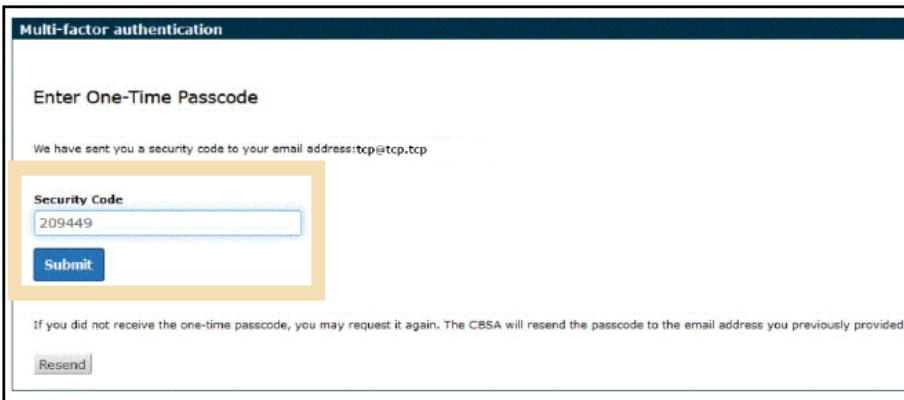 Multi-factor authentication
Enter One-Time Passcode
We have sent you a security code to your email address:tcp@tcp.tcp
Security Code
209449
Submit
If you did not receive the one-time passcode, you may request it again. The CBSA will resend the passcode to the email address you previously provided
Resend